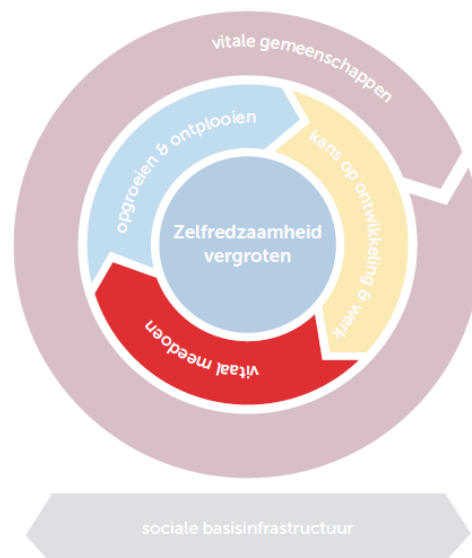 vitale gemeenschappen
opgroeien & ontplooien
kans op ontwikkeling & werk
Zelfredzaamheid
vergroten
vitaal meedoen
sociale basisinfrastructuur